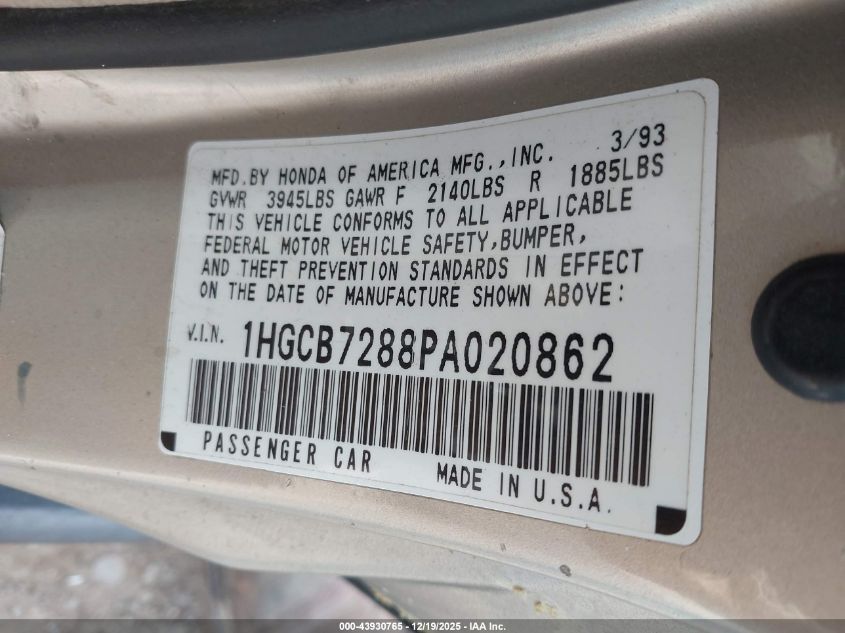 3/93
MFD.BY HONDA OF AMERICA MFG.,INC.
GVWR 3945LBS GAWR F 2140LBS R 1885LBS
THIS VEHICLE CONFORMS TO ALL APPLICABLE
FEDERAL MOTOR VEHICLE SAFETY,BUMPER,
AND THEFT PREVENTION STANDARDS IN EFFECT
ON THE DATE OF MANUFACTURE SHOWN ABOVE:
V.I.N. 1HGCB7288PA020862
PASSENGER CAR MADE IN U.S.A.
000-43930765 - 12/19/2025 - IAA Inc.